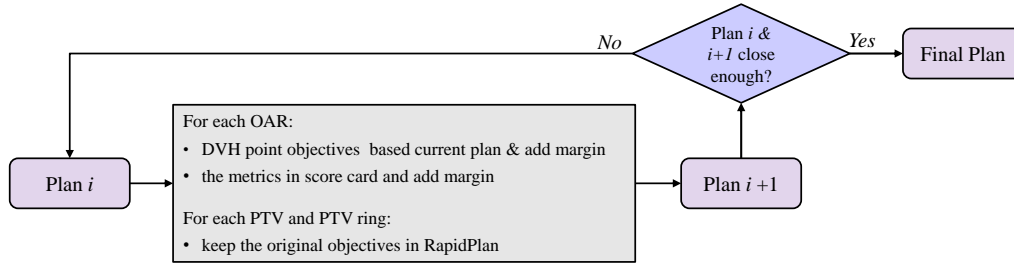 Plan i &
i+1 close
enough?
No
Yes
Final Plan
For each OAR:
• DVH point objectives based current plan & add margin
• the metrics in score card and add margin
Plan i
Plan i +1
For each PTV and PTV ring:
• keep the original objectives in RapidPlan